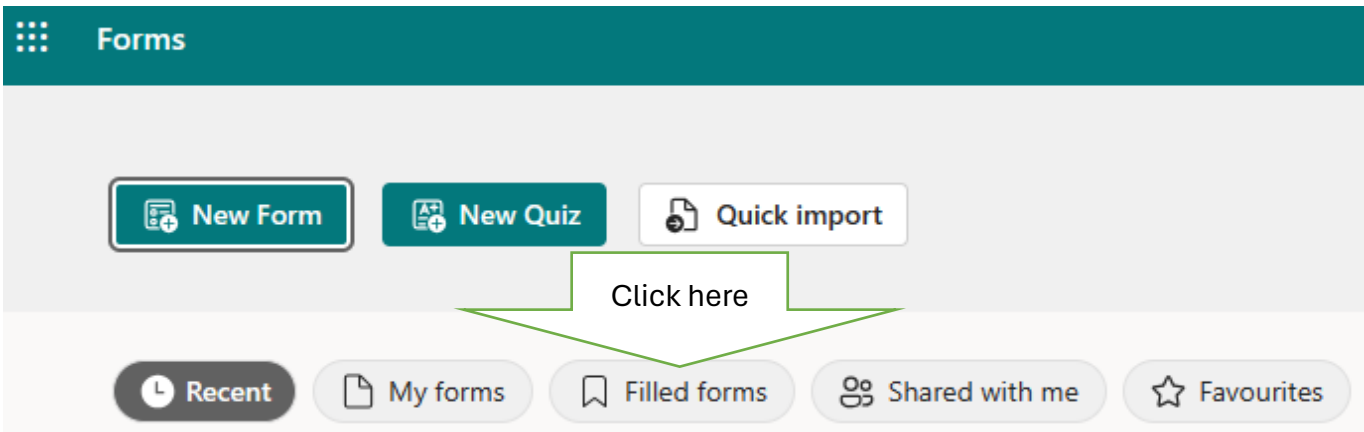 Forms
New Form New Quiz Quick import
Click here
Recent My forms Filled forms Shared with me Favourites